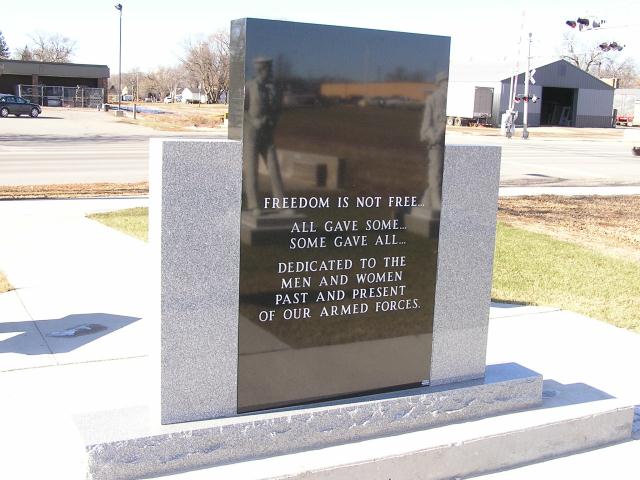 FREEDOM IS NOT FREE...
ALL GAVE SOME...
SOME GAVE ALL...
DEDICATED TO THE
MEN AND WOMEN
PAST AND PRESENT
OF OUR ARMED FORCES.